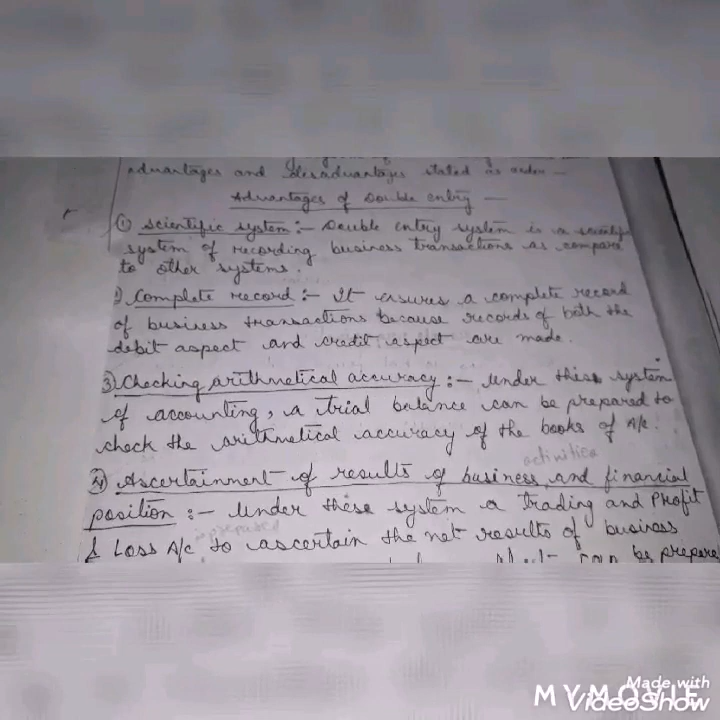 advantages and desadvantages stated as order —
Advantages of Double entry —
① Scientific system :— Double entry system is a scientific
system of recording business transactions as compare
to other systems.
2) Complete record :— It ensures a complete record
of business transactions because records of both the
debit aspect and credit aspect are made.
③ Checking arithmetical accuracy :— Under these system
of accounting, a trial balance can be prepared to
check the arithmetical accuracy of the books of A/c.
activities
④ Ascertainment of results of business and financial
position :— Under these system a Trading and Profit
prepared
& Loss A/c to ascertain the net results of business
can be prepare
Made with
MYMOVIE
VideoShow